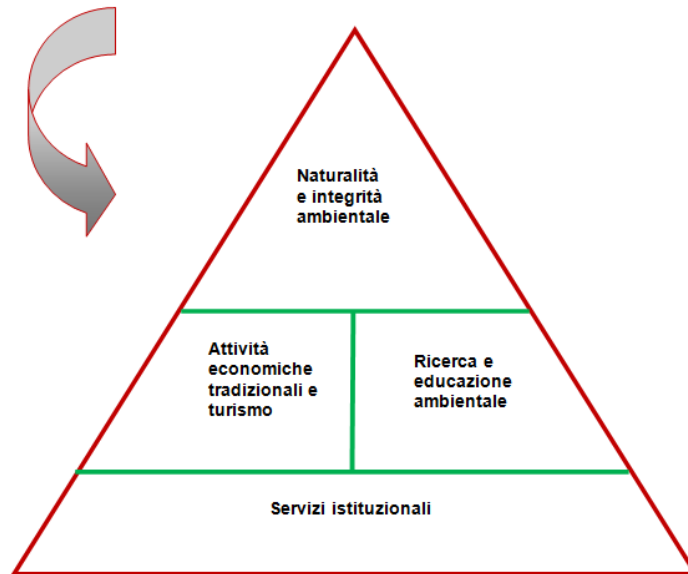 Naturalità
e integrità
ambientale
Attività
economiche
tradizionali e
turismo
Ricerca e
educazione
ambientale
Servizi istituzionali